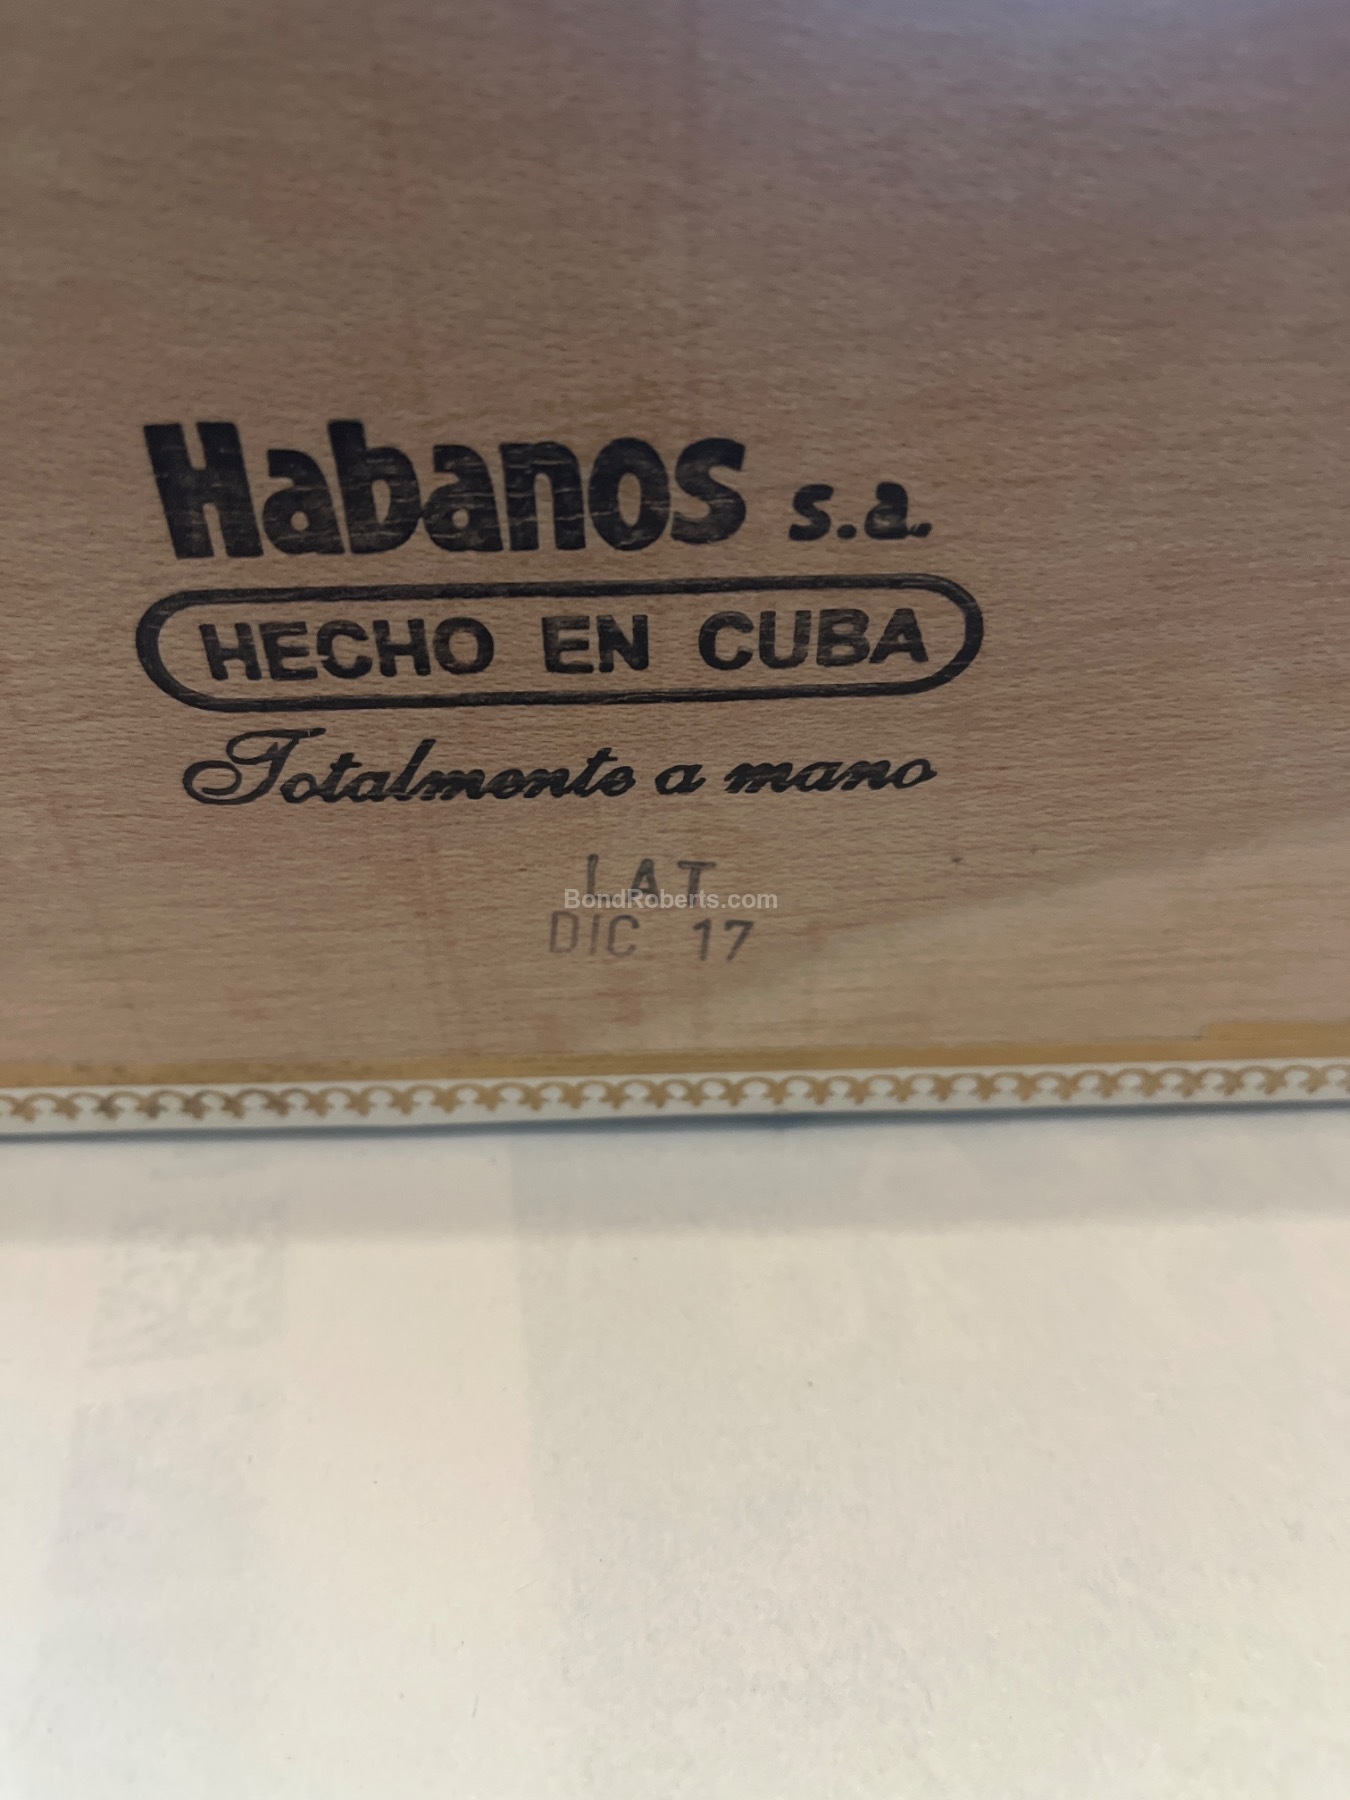 Habanos s.a.
HECHO EN CUBA
Totalmente a mano
LAT
BondRoberts.com
DIC 17